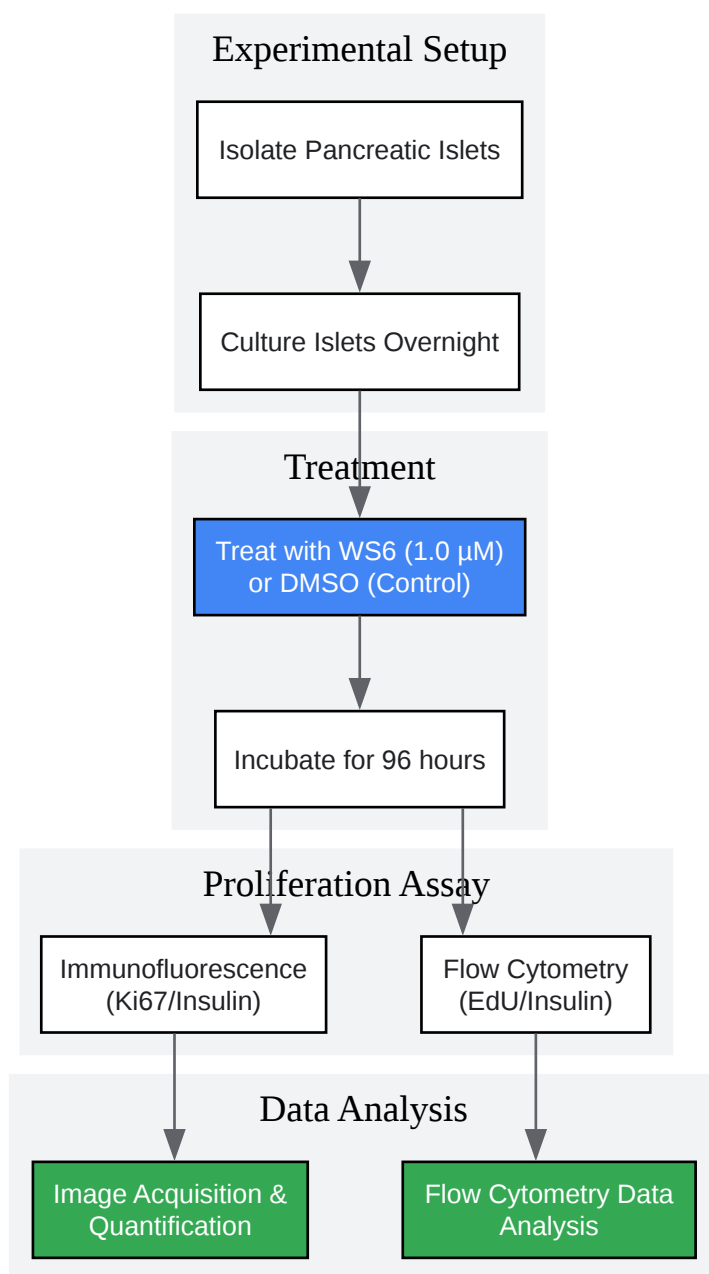 Experimental Setup
Isolate Pancreatic Islets
Culture Islets Overnight
Treatment
Treat with WS6 (1.0 µM)
or DMSO (Control)
Incubate for 96 hours
Proliferation Assay
Immunofluorescence
(Ki67/Insulin)
Flow Cytometry
(EdU/Insulin)
Data Analysis
Image Acquisition &
Quantification
Flow Cytometry Data
Analysis